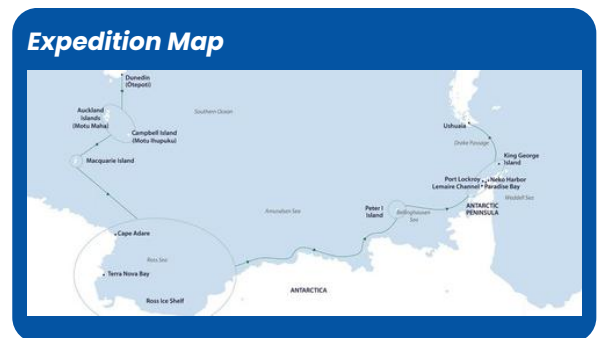 Expedition Map
Dunedin
(Ōtepoti)
Auckland
Islands
(Motu Maha)
Southern Ocean
Campbell Island
(Motu Ihupuku)
Macquarie Island
Ushuaia
Drake Passage
King George
Island
Port Lockroy
Neko Harbor
Lemaire Channel
Paradise Bay
Weddell Sea
ANTARCTIC
PENINSULA
Peter I
Island
Bellingshausen
Sea
Amundsen Sea
Cape Adare
Ross Sea
Terra Nova Bay
Ross Ice Shelf
ANTARCTICA